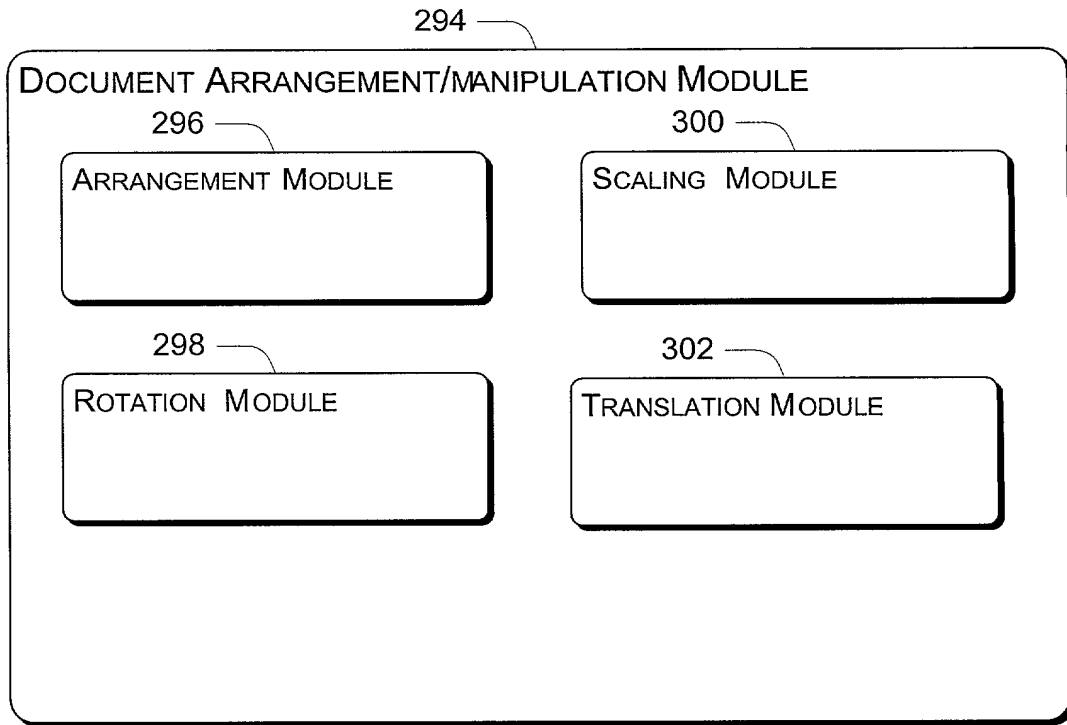 294
DOCUMENT ARRANGEMENT/MANIPULATION MODULE
296
ARRANGEMENT MODULE
300
SCALING MODULE
298
ROTATION MODULE
302
TRANSLATION MODULE